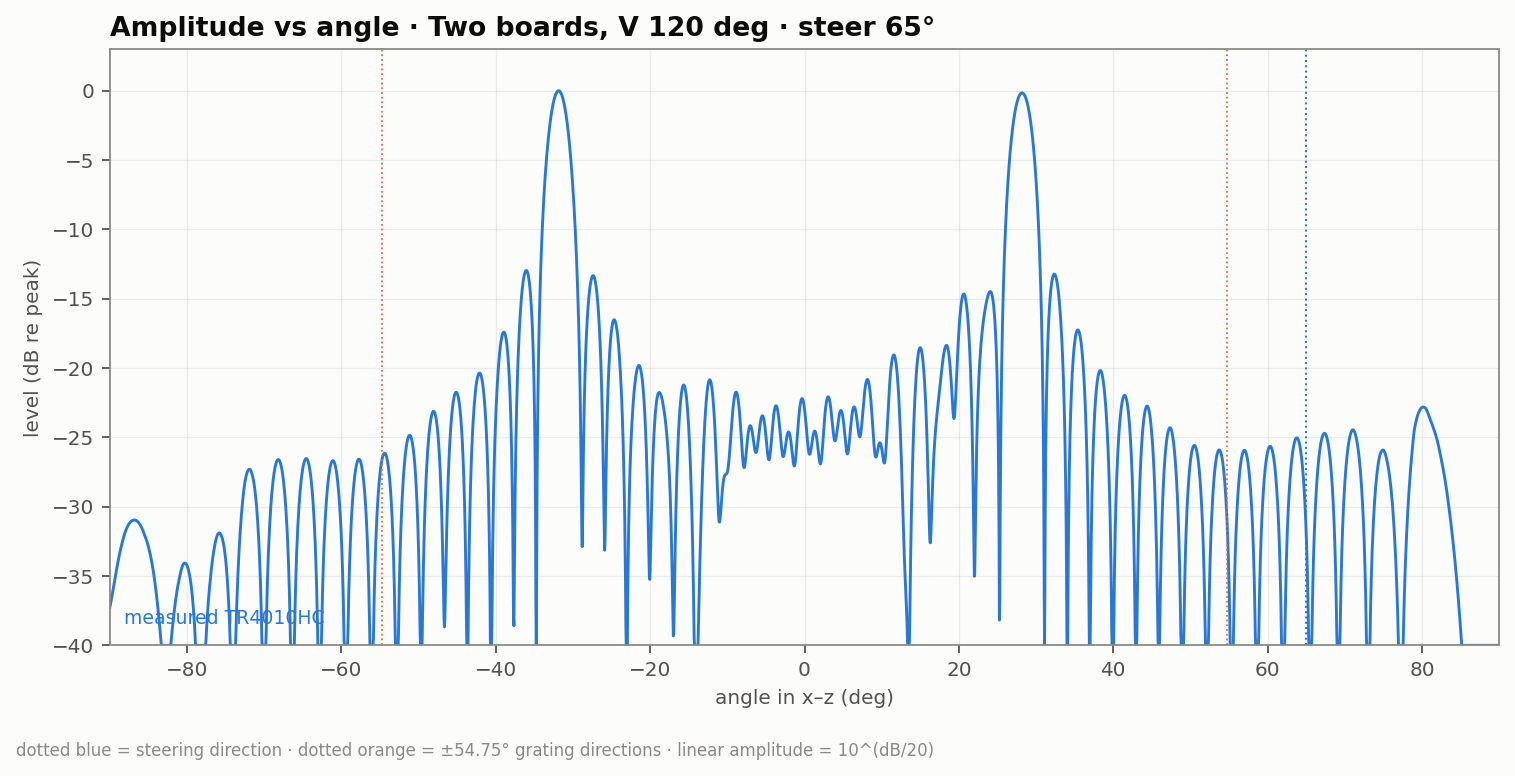 Amplitude vs angle · Two boards, V 120 deg · steer 65°
level (dB re peak)
0
−5
−10
−15
−20
−25
−30
−35
−40
measured TR4010HC
−80 −60 −40 −20 0 20 40 60 80
angle in x–z (deg)
dotted blue = steering direction · dotted orange = ±54.75° grating directions · linear amplitude = 10^(dB/20)